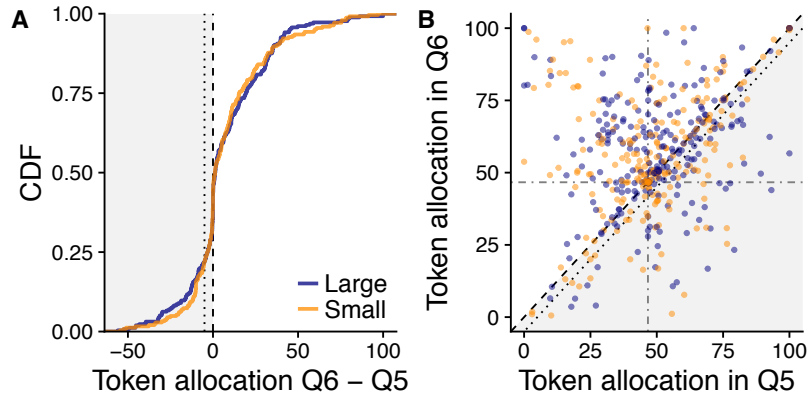 A
CDF
1.00
0.75
0.50
0.25
0.00
−50
0
50
100
Token allocation Q6 − Q5
Large
Small
B
Token allocation in Q6
100
75
50
25
0
0
25
50
75
100
Token allocation in Q5